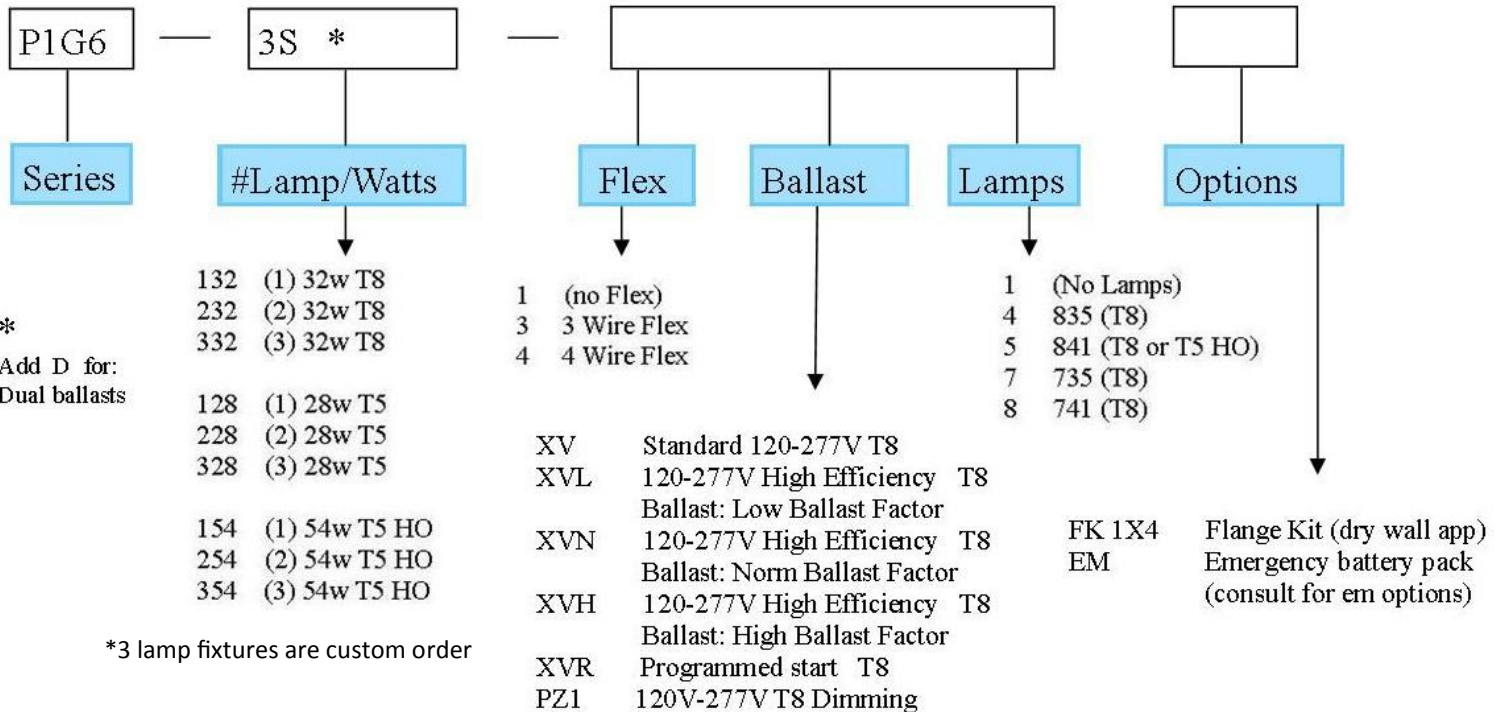 P1G6 — 3S * —
Series
#Lamp/Watts
Flex
Ballast
Lamps
Options
*
Add D for:
Dual ballasts
132 (1) 32w T8
232 (2) 32w T8
332 (3) 32w T8
128 (1) 28w T5
228 (2) 28w T5
328 (3) 28w T5
154 (1) 54w T5 HO
254 (2) 54w T5 HO
354 (3) 54w T5 HO
*3 lamp fixtures are custom order
1 (no Flex)
3 3 Wire Flex
4 4 Wire Flex
XV Standard 120-277V T8
XVL 120-277V High Efficiency T8
Ballast: Low Ballast Factor
XVN 120-277V High Efficiency T8
Ballast: Norm Ballast Factor
XVH 120-277V High Efficiency T8
Ballast: High Ballast Factor
XVR Programmed start T8
PZ1 120V-277V T8 Dimming
1 (No Lamps)
4 835 (T8)
5 841 (T8 or T5 HO)
7 735 (T8)
8 741 (T8)
FK 1X4 Flange Kit (dry wall app)
EM Emergency battery pack
(consult for em options)